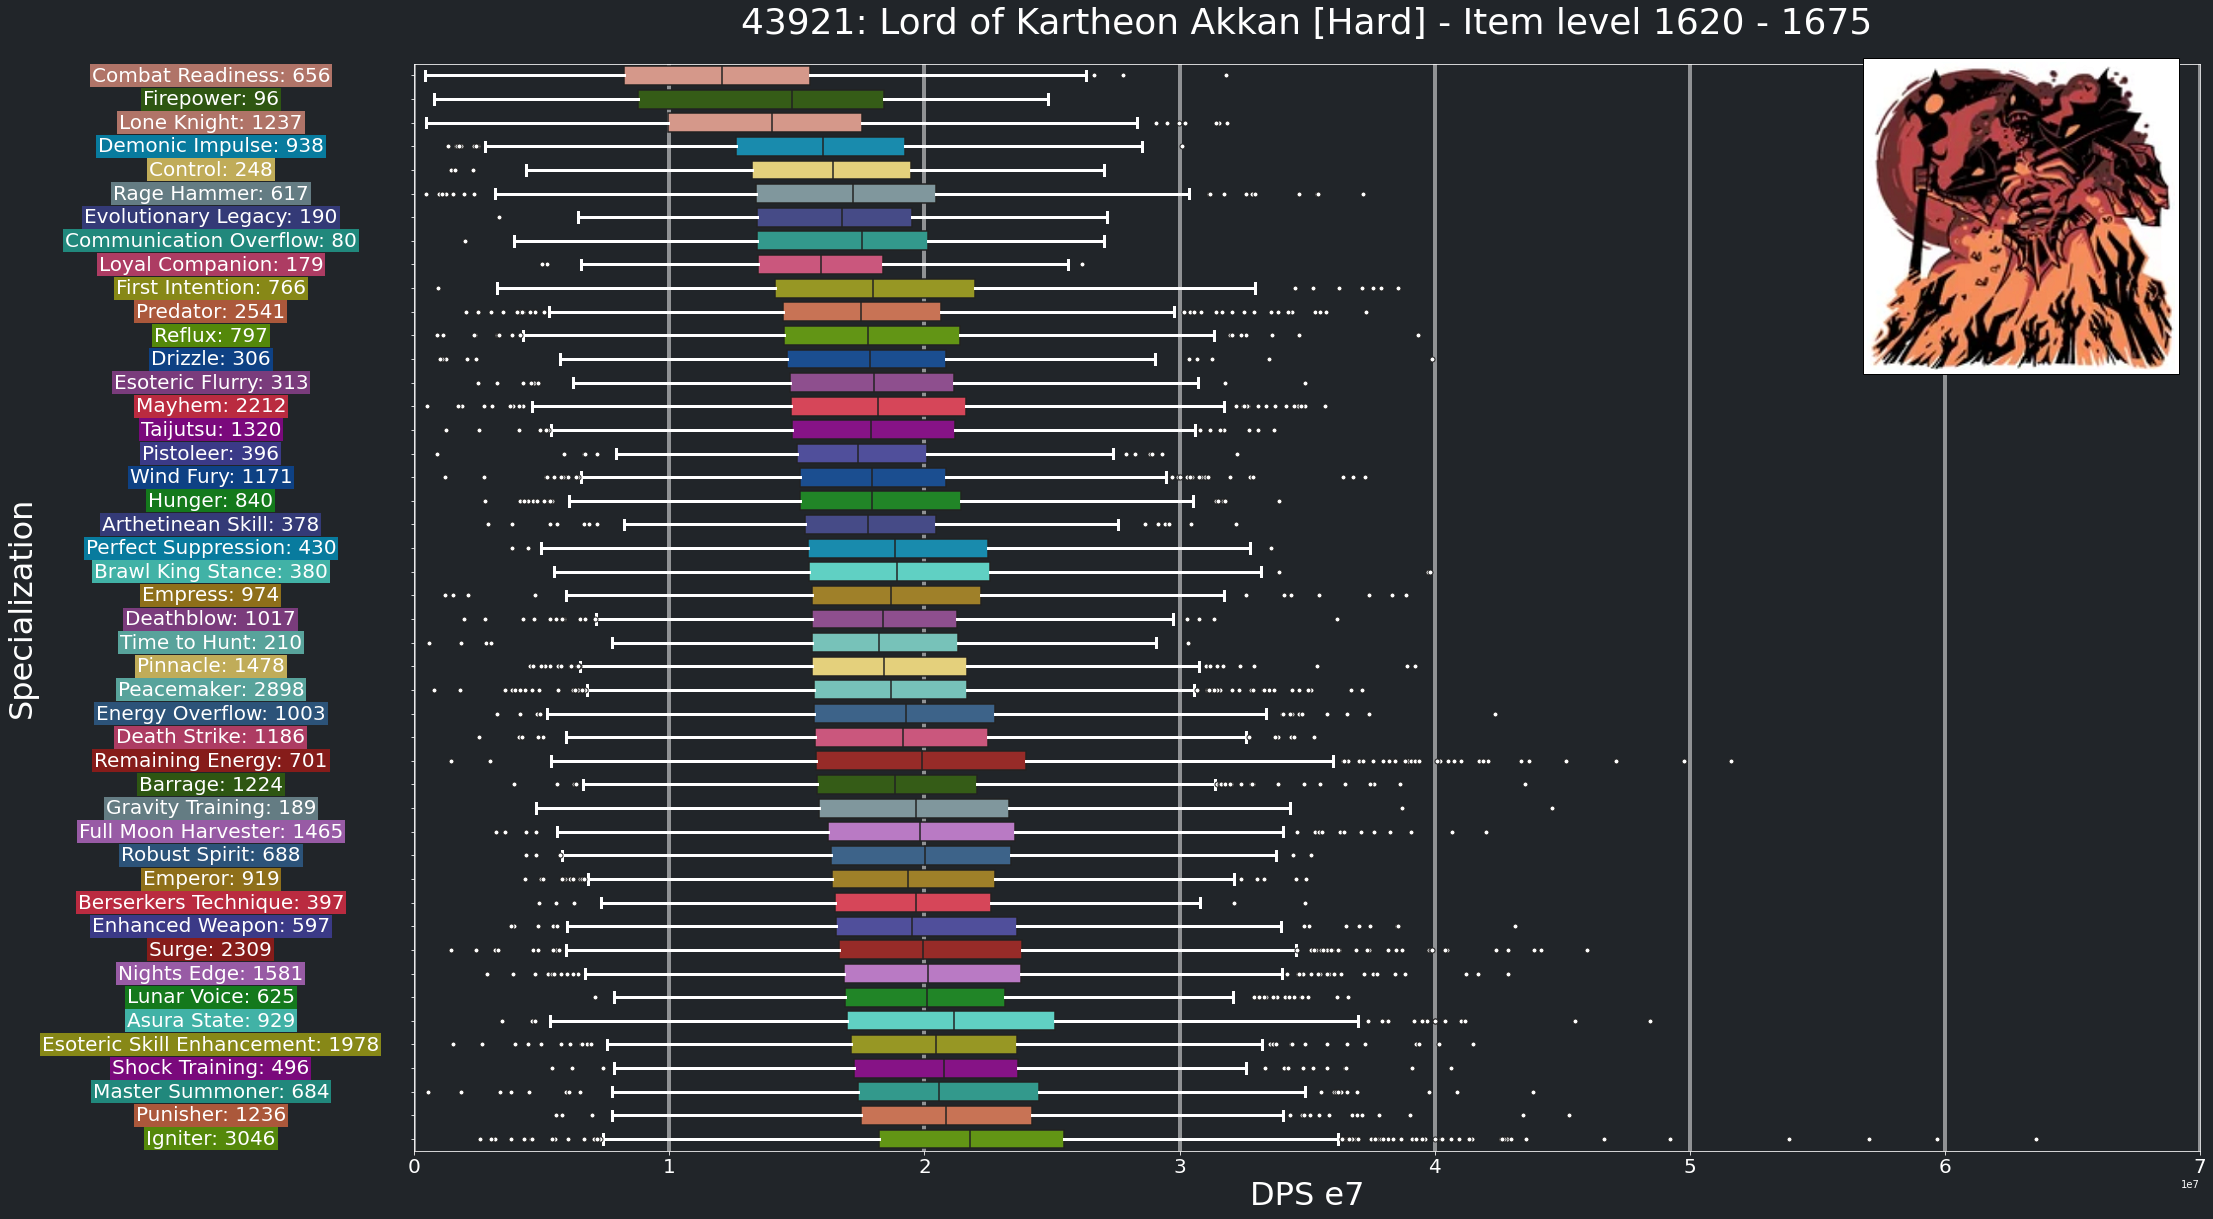 43921: Lord of Kartheon Akkan [Hard] - Item level 1620 - 1675
Specialization
Combat Readiness: 656
Firepower: 96
Lone Knight: 1237
Demonic Impulse: 938
Control: 248
Rage Hammer: 617
Evolutionary Legacy: 190
Communication Overflow: 80
Loyal Companion: 179
First Intention: 766
Predator: 2541
Reflux: 797
Drizzle: 306
Esoteric Flurry: 313
Mayhem: 2212
Taijutsu: 1320
Pistoleer: 396
Wind Fury: 1171
Hunger: 840
Arthetinean Skill: 378
Perfect Suppression: 430
Brawl King Stance: 380
Empress: 974
Deathblow: 1017
Time to Hunt: 210
Pinnacle: 1478
Peacemaker: 2898
Energy Overflow: 1003
Death Strike: 1186
Remaining Energy: 701
Barrage: 1224
Gravity Training: 189
Full Moon Harvester: 1465
Robust Spirit: 688
Emperor: 919
Berserkers Technique: 397
Enhanced Weapon: 597
Surge: 2309
Nights Edge: 1581
Lunar Voice: 625
Asura State: 929
Esoteric Skill Enhancement: 1978
Shock Training: 496
Master Summoner: 684
Punisher: 1236
Igniter: 3046
0 1 2 3 4 5 6 7
1e7
DPS e7